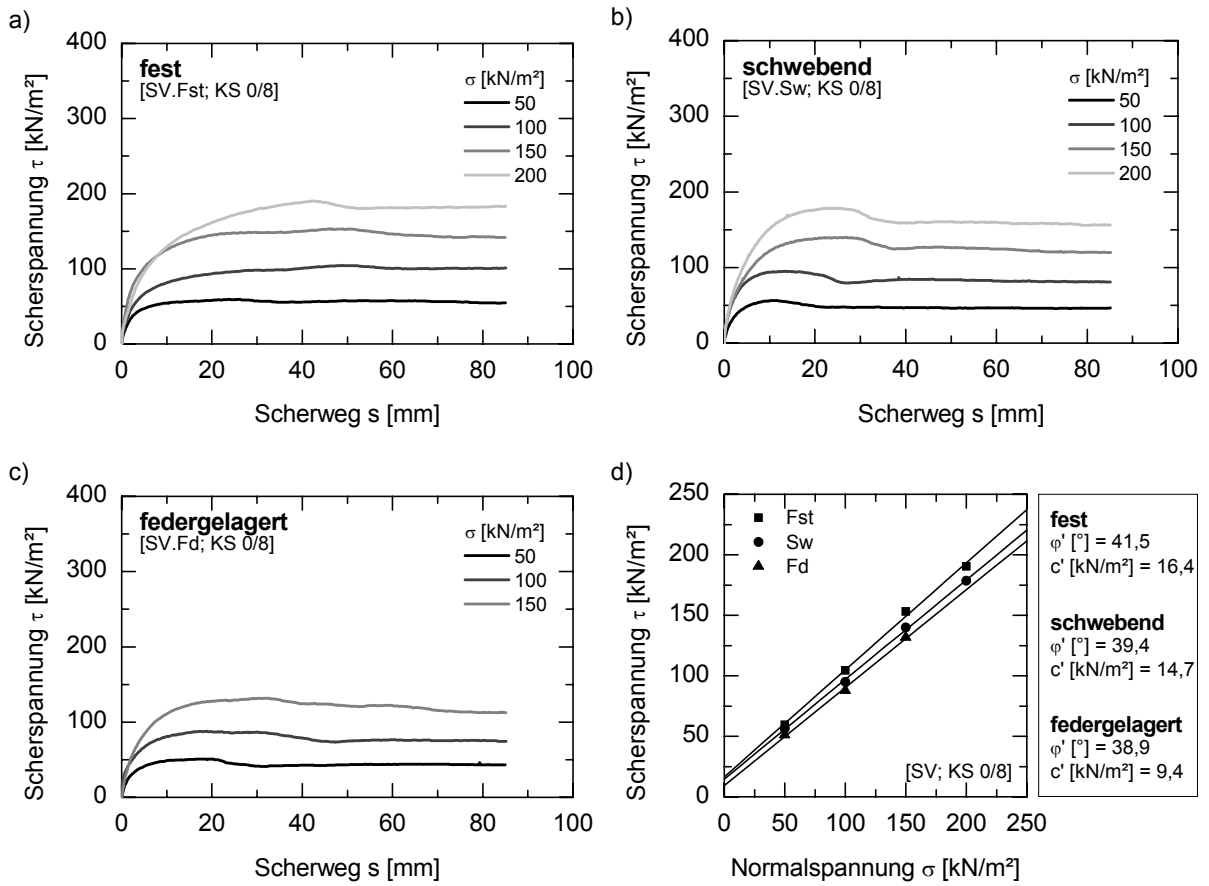 a)
fest
[SV.Fst; KS 0/8]
σ [kN/m²]
50
100
150
200
400
300
200
100
0
0 20 40 60 80 100
Scherspannung τ [kN/m²]
Scherweg s [mm]
b)
schwebend
[SV.Sw; KS 0/8]
σ [kN/m²]
50
100
150
200
400
300
200
100
0
0 20 40 60 80 100
Scherspannung τ [kN/m²]
Scherweg s [mm]
c)
federgelagert
[SV.Fd; KS 0/8]
σ [kN/m²]
50
100
150
400
300
200
100
0
0 20 40 60 80 100
Scherspannung τ [kN/m²]
Scherweg s [mm]
d)
Fst
Sw
Fd
250
200
150
100
50
0
0 50 100 150 200 250
Scherspannung τ [kN/m²]
[SV; KS 0/8]
Normalspannung σ [kN/m²]
fest
φ' [°] = 41,5
c' [kN/m²] = 16,4
schwebend
φ' [°] = 39,4
c' [kN/m²] = 14,7
federgelagert
φ' [°] = 38,9
c' [kN/m²] = 9,4